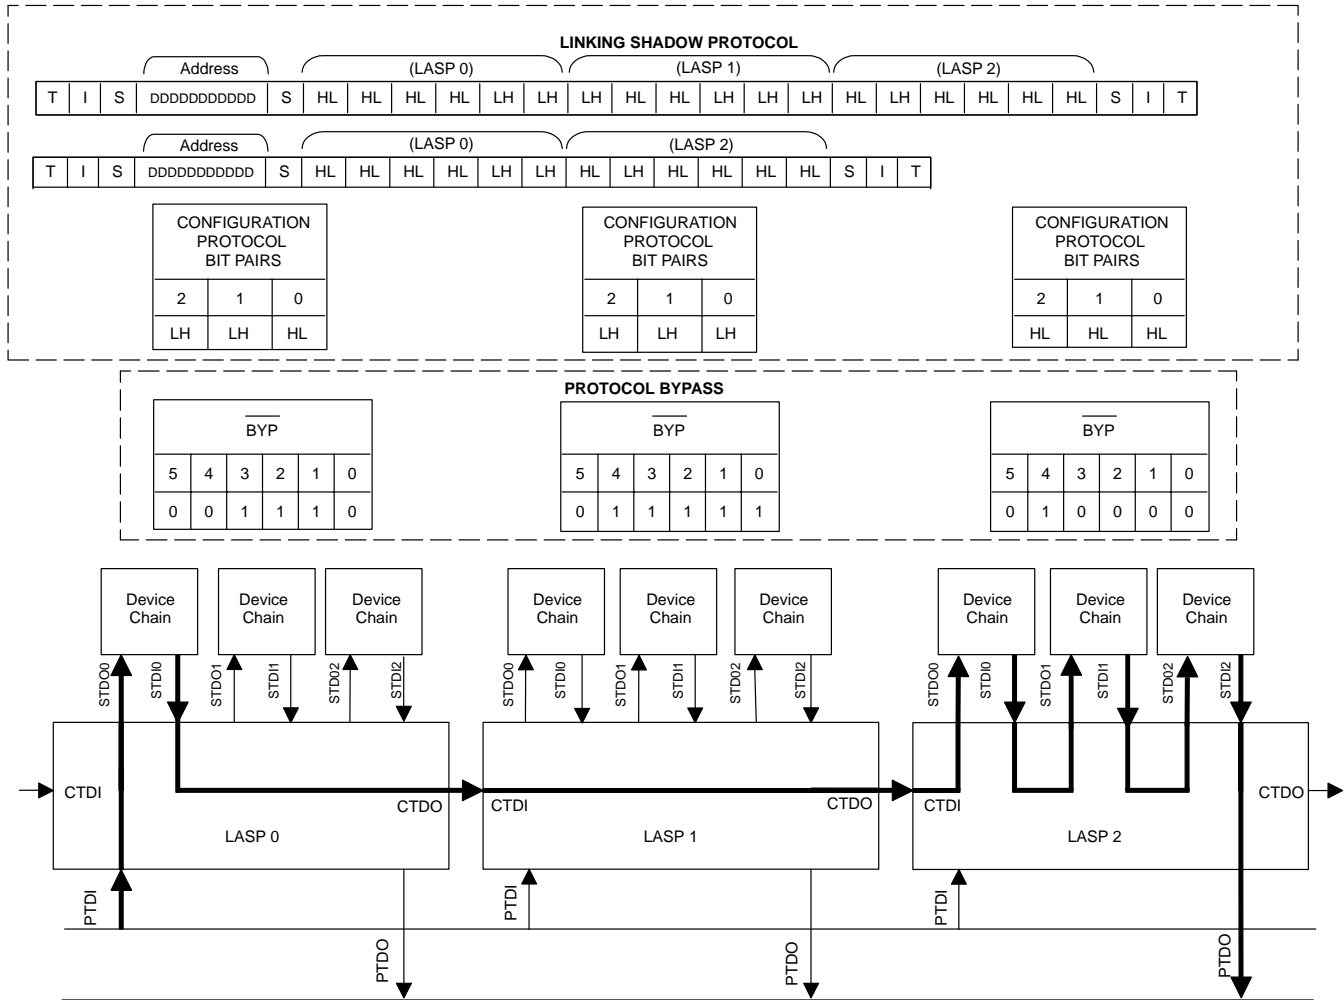 LINKING SHADOW PROTOCOL
Address (LASP 0) (LASP 1) (LASP 2)
T I S DDDDDDDDDDD S HL HL HL HL LH LH LH HL HL LH LH LH HL LH HL HL HL HL S I T
Address (LASP 0) (LASP 2)
T I S DDDDDDDDDDD S HL HL HL HL LH LH HL LH HL HL HL HL S I T
CONFIGURATION CONFIGURATION CONFIGURATION
PROTOCOL PROTOCOL PROTOCOL
BIT PAIRS BIT PAIRS BIT PAIRS
2 1 0 2 1 0 2 1 0
LH LH HL LH LH LH HL HL HL
PROTOCOL BYPASS
BYP BYP BYP
5 4 3 2 1 0 5 4 3 2 1 0 5 4 3 2 1 0
0 0 1 1 1 0 0 1 1 1 1 1 0 1 0 0 0 0
Device Device Device Device Device Device Device Device Device
Chain Chain Chain Chain Chain Chain Chain Chain Chain
STDO0 STDI0 STDO1 STDI1 STD02 STDI2 STDO0 STDI0 STDO1 STDI1 STD02 STDI2 STDO0 STDI0 STDO1 STDI1 STD02 STDI2
CTDI CTDO CTDI CTDO CTDI CTDO
LASP 0 LASP 1 LASP 2
PTDI PTDI PTDI
PTDO PTDO PTDO